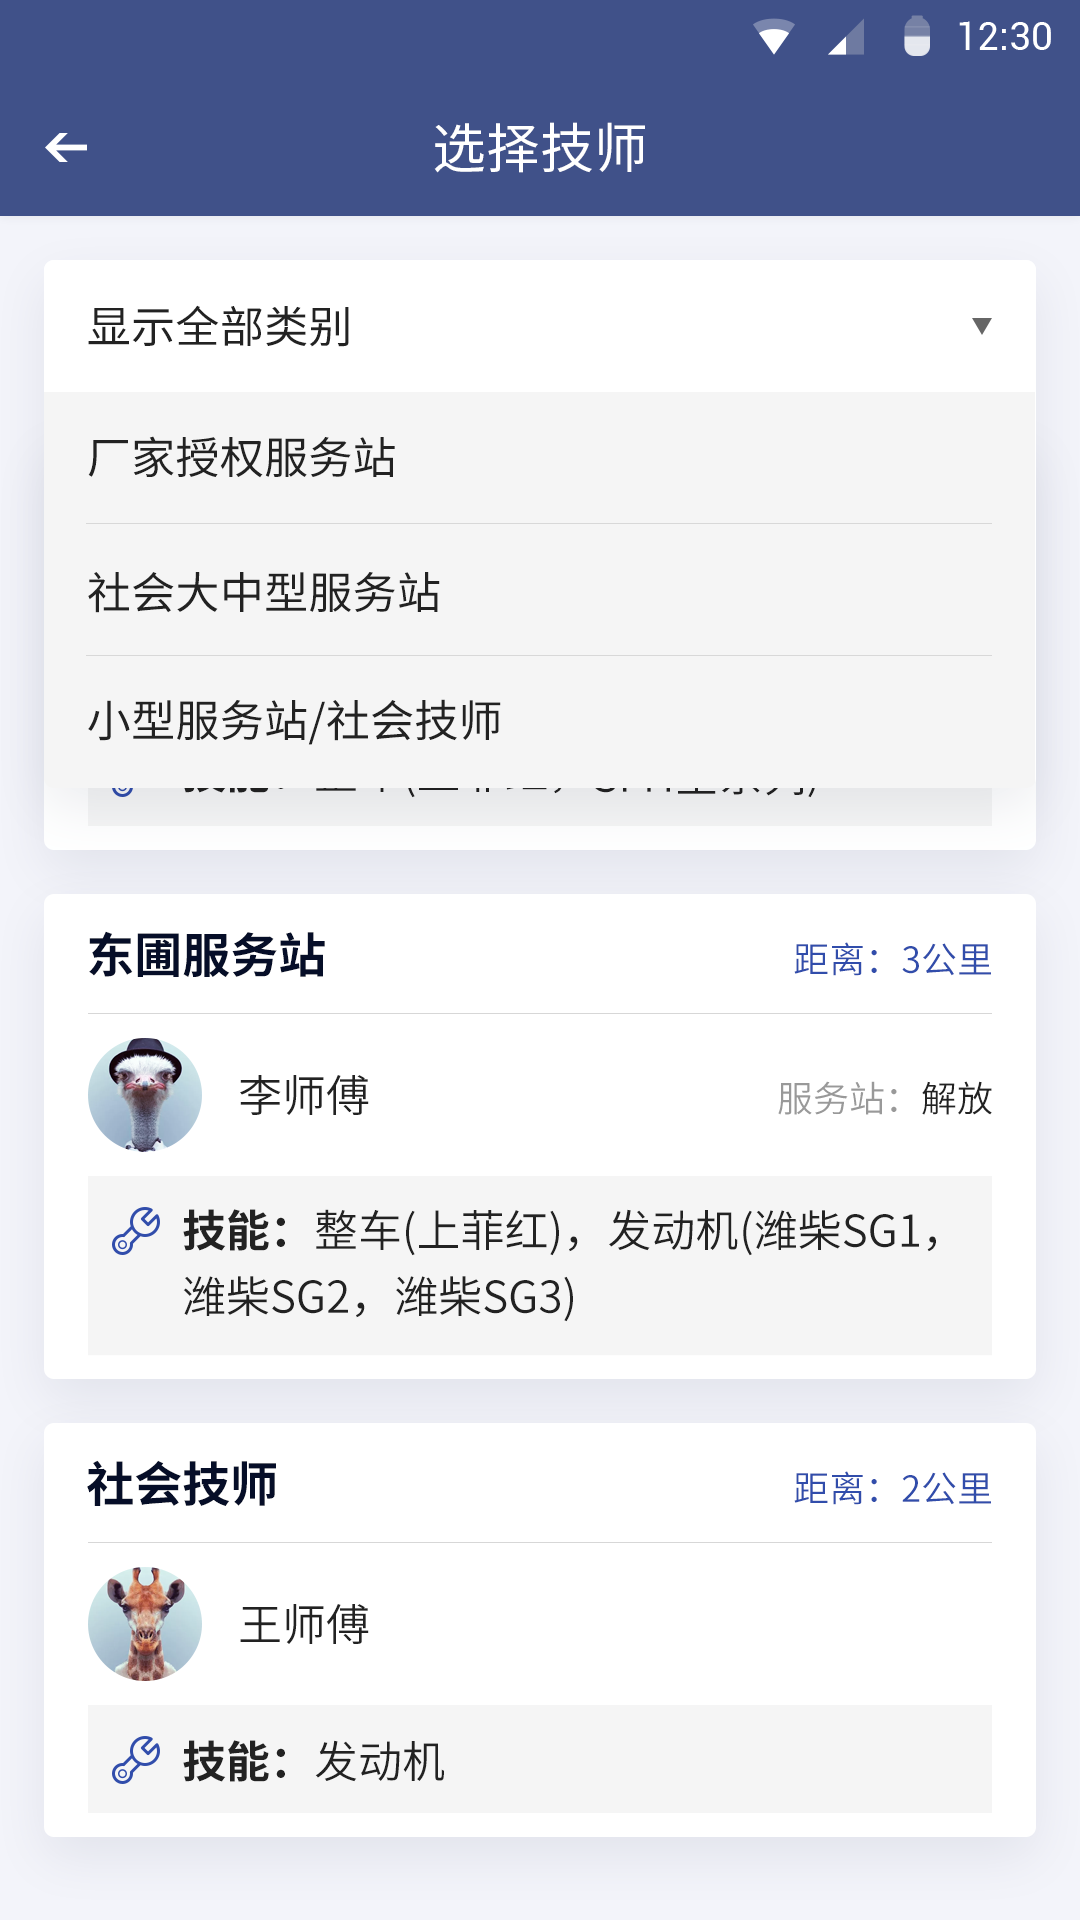 12:30
选择技师
显示全部类别
厂家授权服务站
社会大中型服务站
小型服务站/社会技师
东圃服务站
距离：3公里
李师傅
服务站：解放
技能：整车(上菲红)，发动机(潍柴SG1，
潍柴SG2，潍柴SG3)
社会技师
距离：2公里
王师傅
技能：发动机